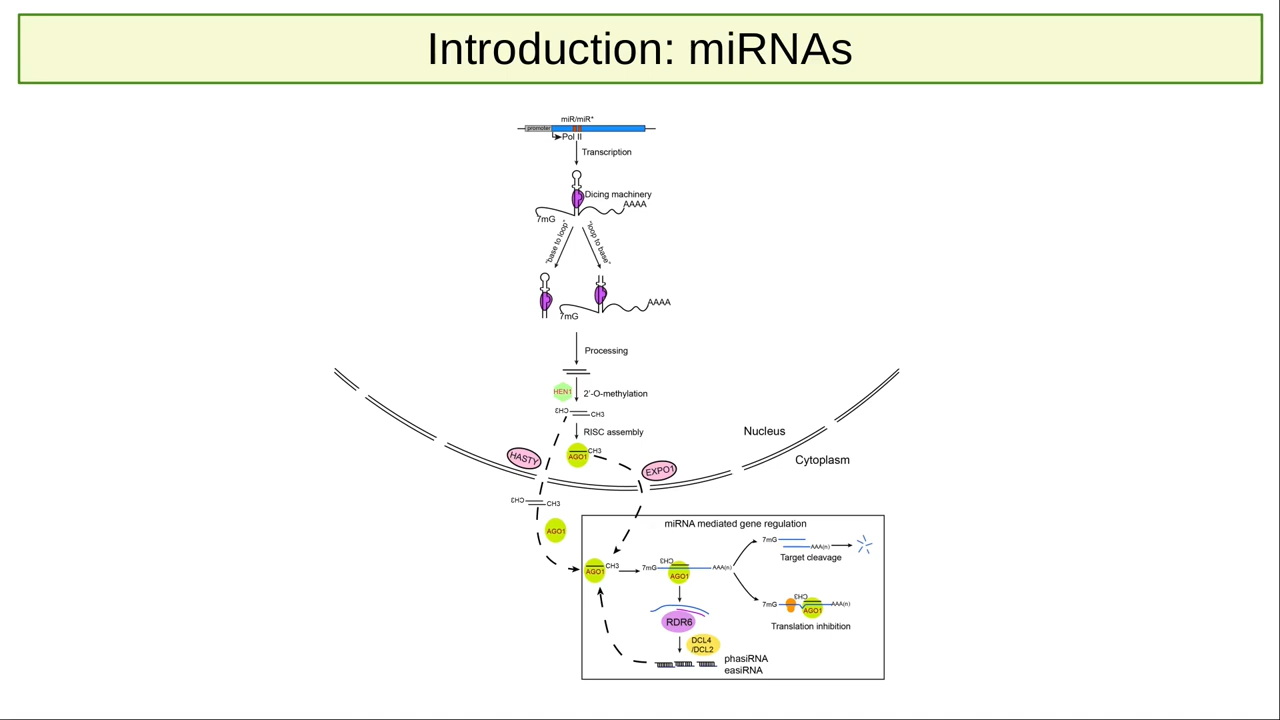 Introduction: miRNAs
miR/miR*
promoter
Pol II
Transcription
Dicing machinery
AAAA
7mG
"base to loop"
"loop to base"
AAAA
7mG
Processing
HEN1
2'-O-methylation
CH3
CH3
RISC assembly
CH3
AGO1
Nucleus
HASTY
EXPO1
Cytoplasm
CH3
CH3
AGO1
miRNA mediated gene regulation
7mG
AAA(n)
Target cleavage
CH3
AGO1
CH3
7mG
AAA(n)
AGO1
CH3
7mG
AAA(n)
AGO1
Translation inhibition
RDR6
DCL4
/DCL2
phasiRNA
easiRNA